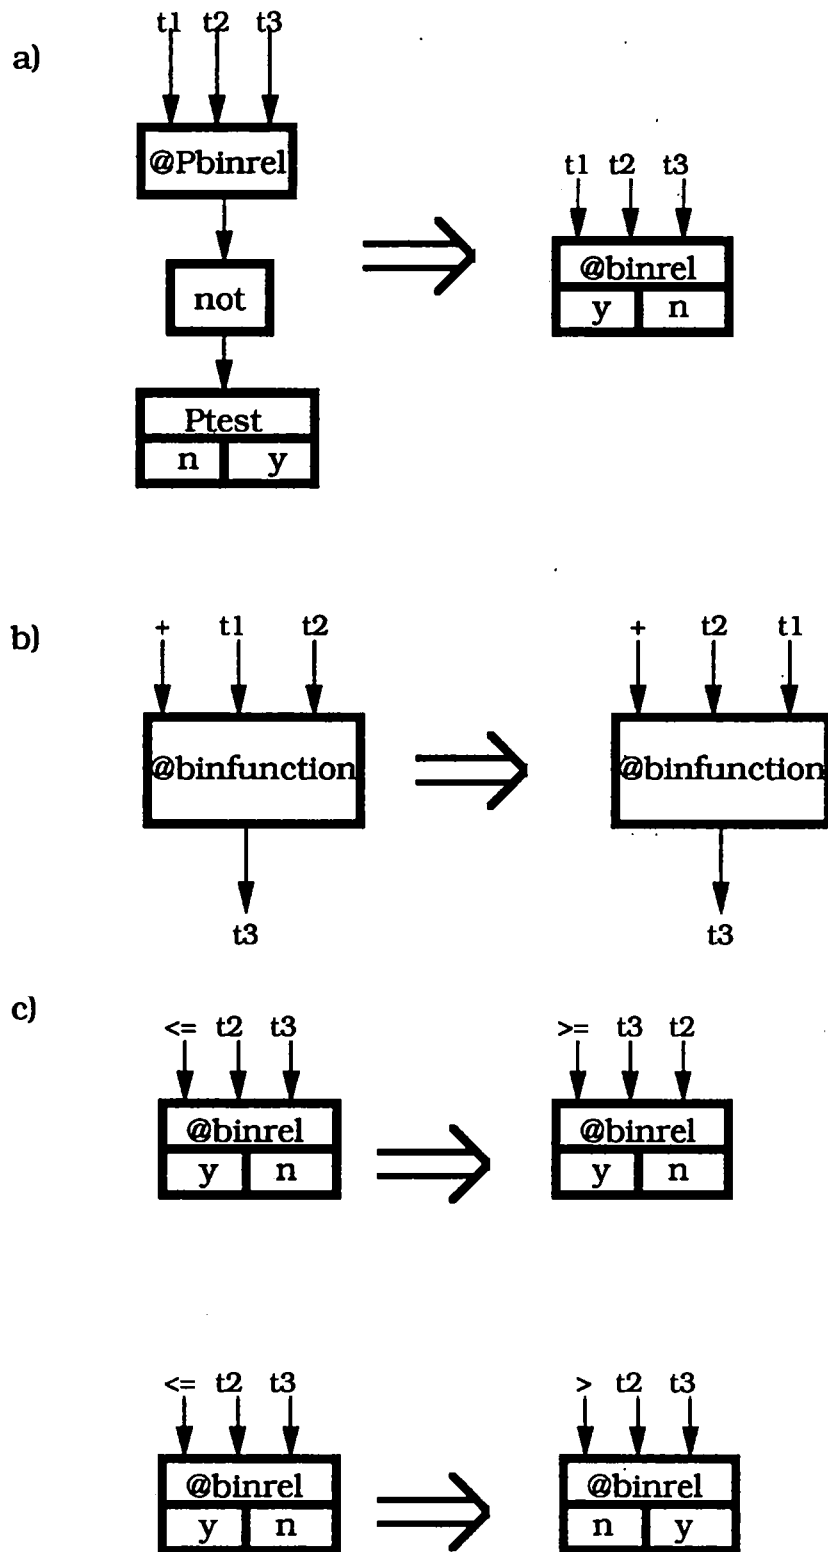 a)
t1 t2 t3
@Pbinrel
not
Ptest
n y
t1 t2 t3
@binrel
y n
b)
+ t1 t2
@binfunction
t3
+ t2 t1
@binfunction
t3
c)
<= t2 t3
@binrel
y n
>= t3 t2
@binrel
y n
<= t2 t3
@binrel
y n
> t2 t3
@binrel
n y